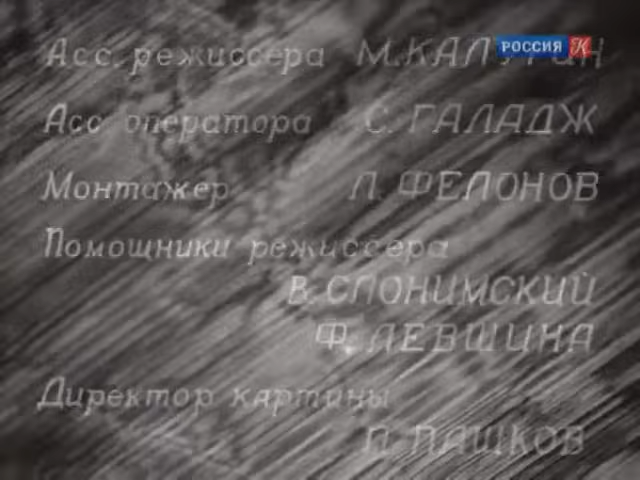 РОССИЯ К
Асс. режиссера М. КАЛУГИН
Асс. оператора С. ГАЛАДЖ
Монтажер Л. ФЕЛОНОВ
Помощники режиссера
В. СЛОНИМСКИЙ
Ф. ЛЕВШИНА
Директор картины
П. ПАШКОВ